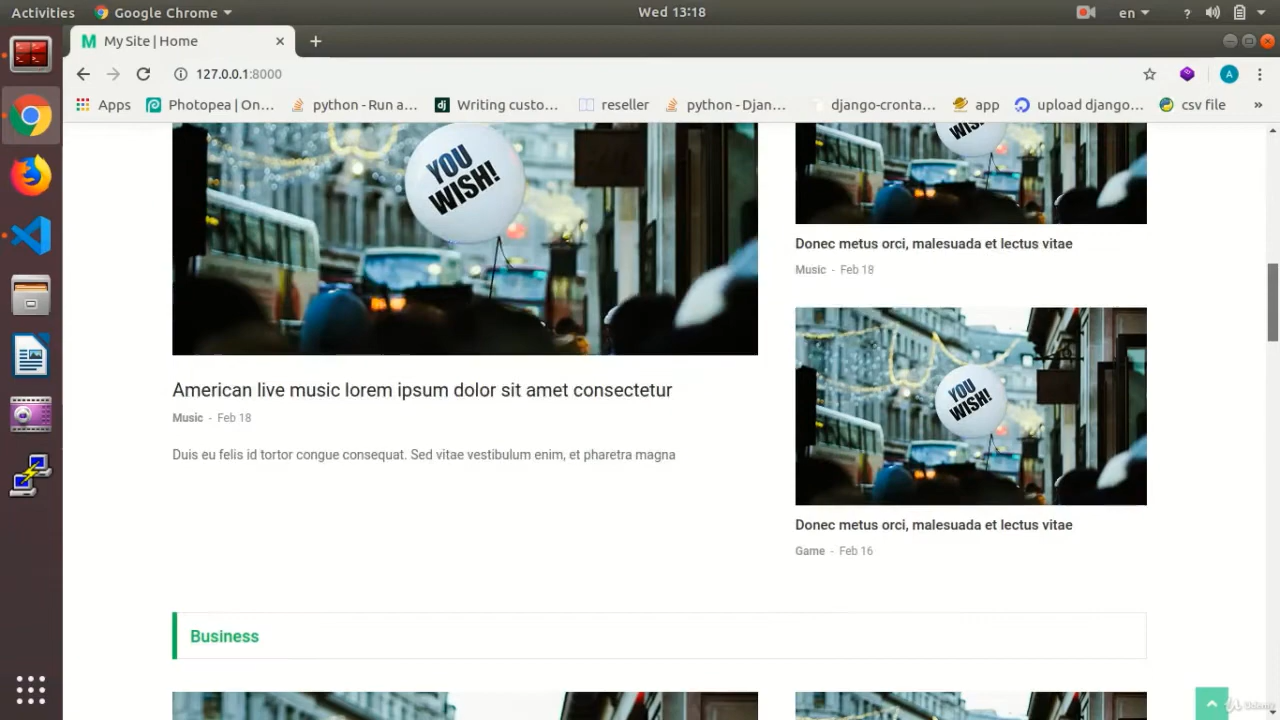 Activities Google Chrome Wed 13:18 en ?
M My Site | Home
127.0.0.1:8000 A
Apps Photopea | On... python - Run a... dj Writing custo... reseller python - Djan... django-cronta... app upload django... csv file »
YOU WISH!
WISH!
Donec metus orci, malesuada et lectus vitae
Music - Feb 18
YOU WISH!
American live music lorem ipsum dolor sit amet consectetur
Music - Feb 18
Duis eu felis id tortor congue consequat. Sed vitae vestibulum enim, et pharetra magna
Donec metus orci, malesuada et lectus vitae
Game - Feb 16
Business
Udemy